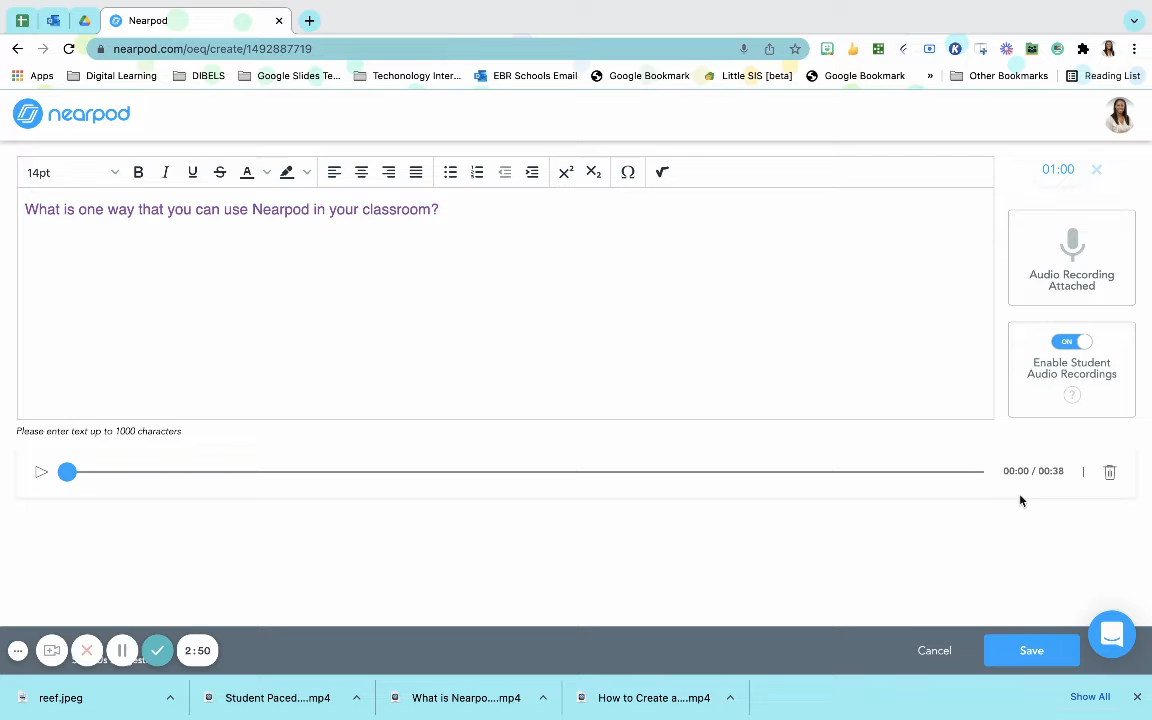 Nearpod
nearpod.com/oeq/create/1492887719
Apps Digital Learning DIBELS Google Slides Te... Techonology Inter... EBR Schools Email Google Bookmark Little SIS [beta] Google Bookmark » Other Bookmarks Reading List
nearpod
14pt B I U S A X² X₂ Ω √
01:00
What is one way that you can use Nearpod in your classroom?
Audio Recording
Attached
ON
Enable Student
Audio Recordings
?
Please enter text up to 1000 characters
00:00 / 00:38
2:50
Cancel
Save
reef.jpeg
Student Paced....mp4
What is Nearpo....mp4
How to Create a....mp4
Show All